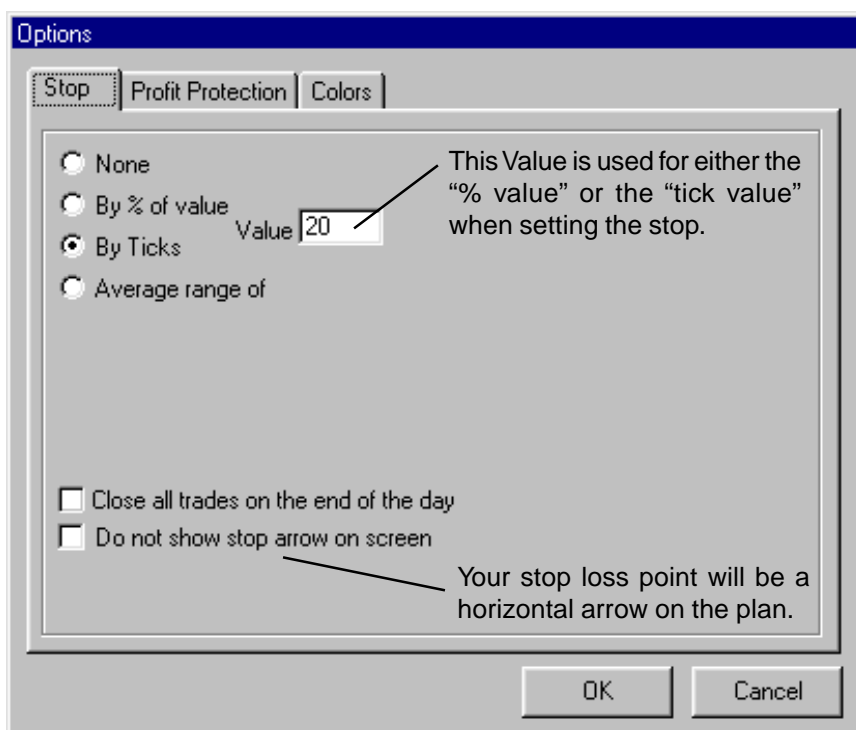 Options
Stop Profit Protection Colors
None
By % of value
Value 20
By Ticks
Average range of
This Value is used for either the
“% value” or the “tick value”
when setting the stop.
Close all trades on the end of the day
Do not show stop arrow on screen
Your stop loss point will be a
horizontal arrow on the plan.
OK Cancel